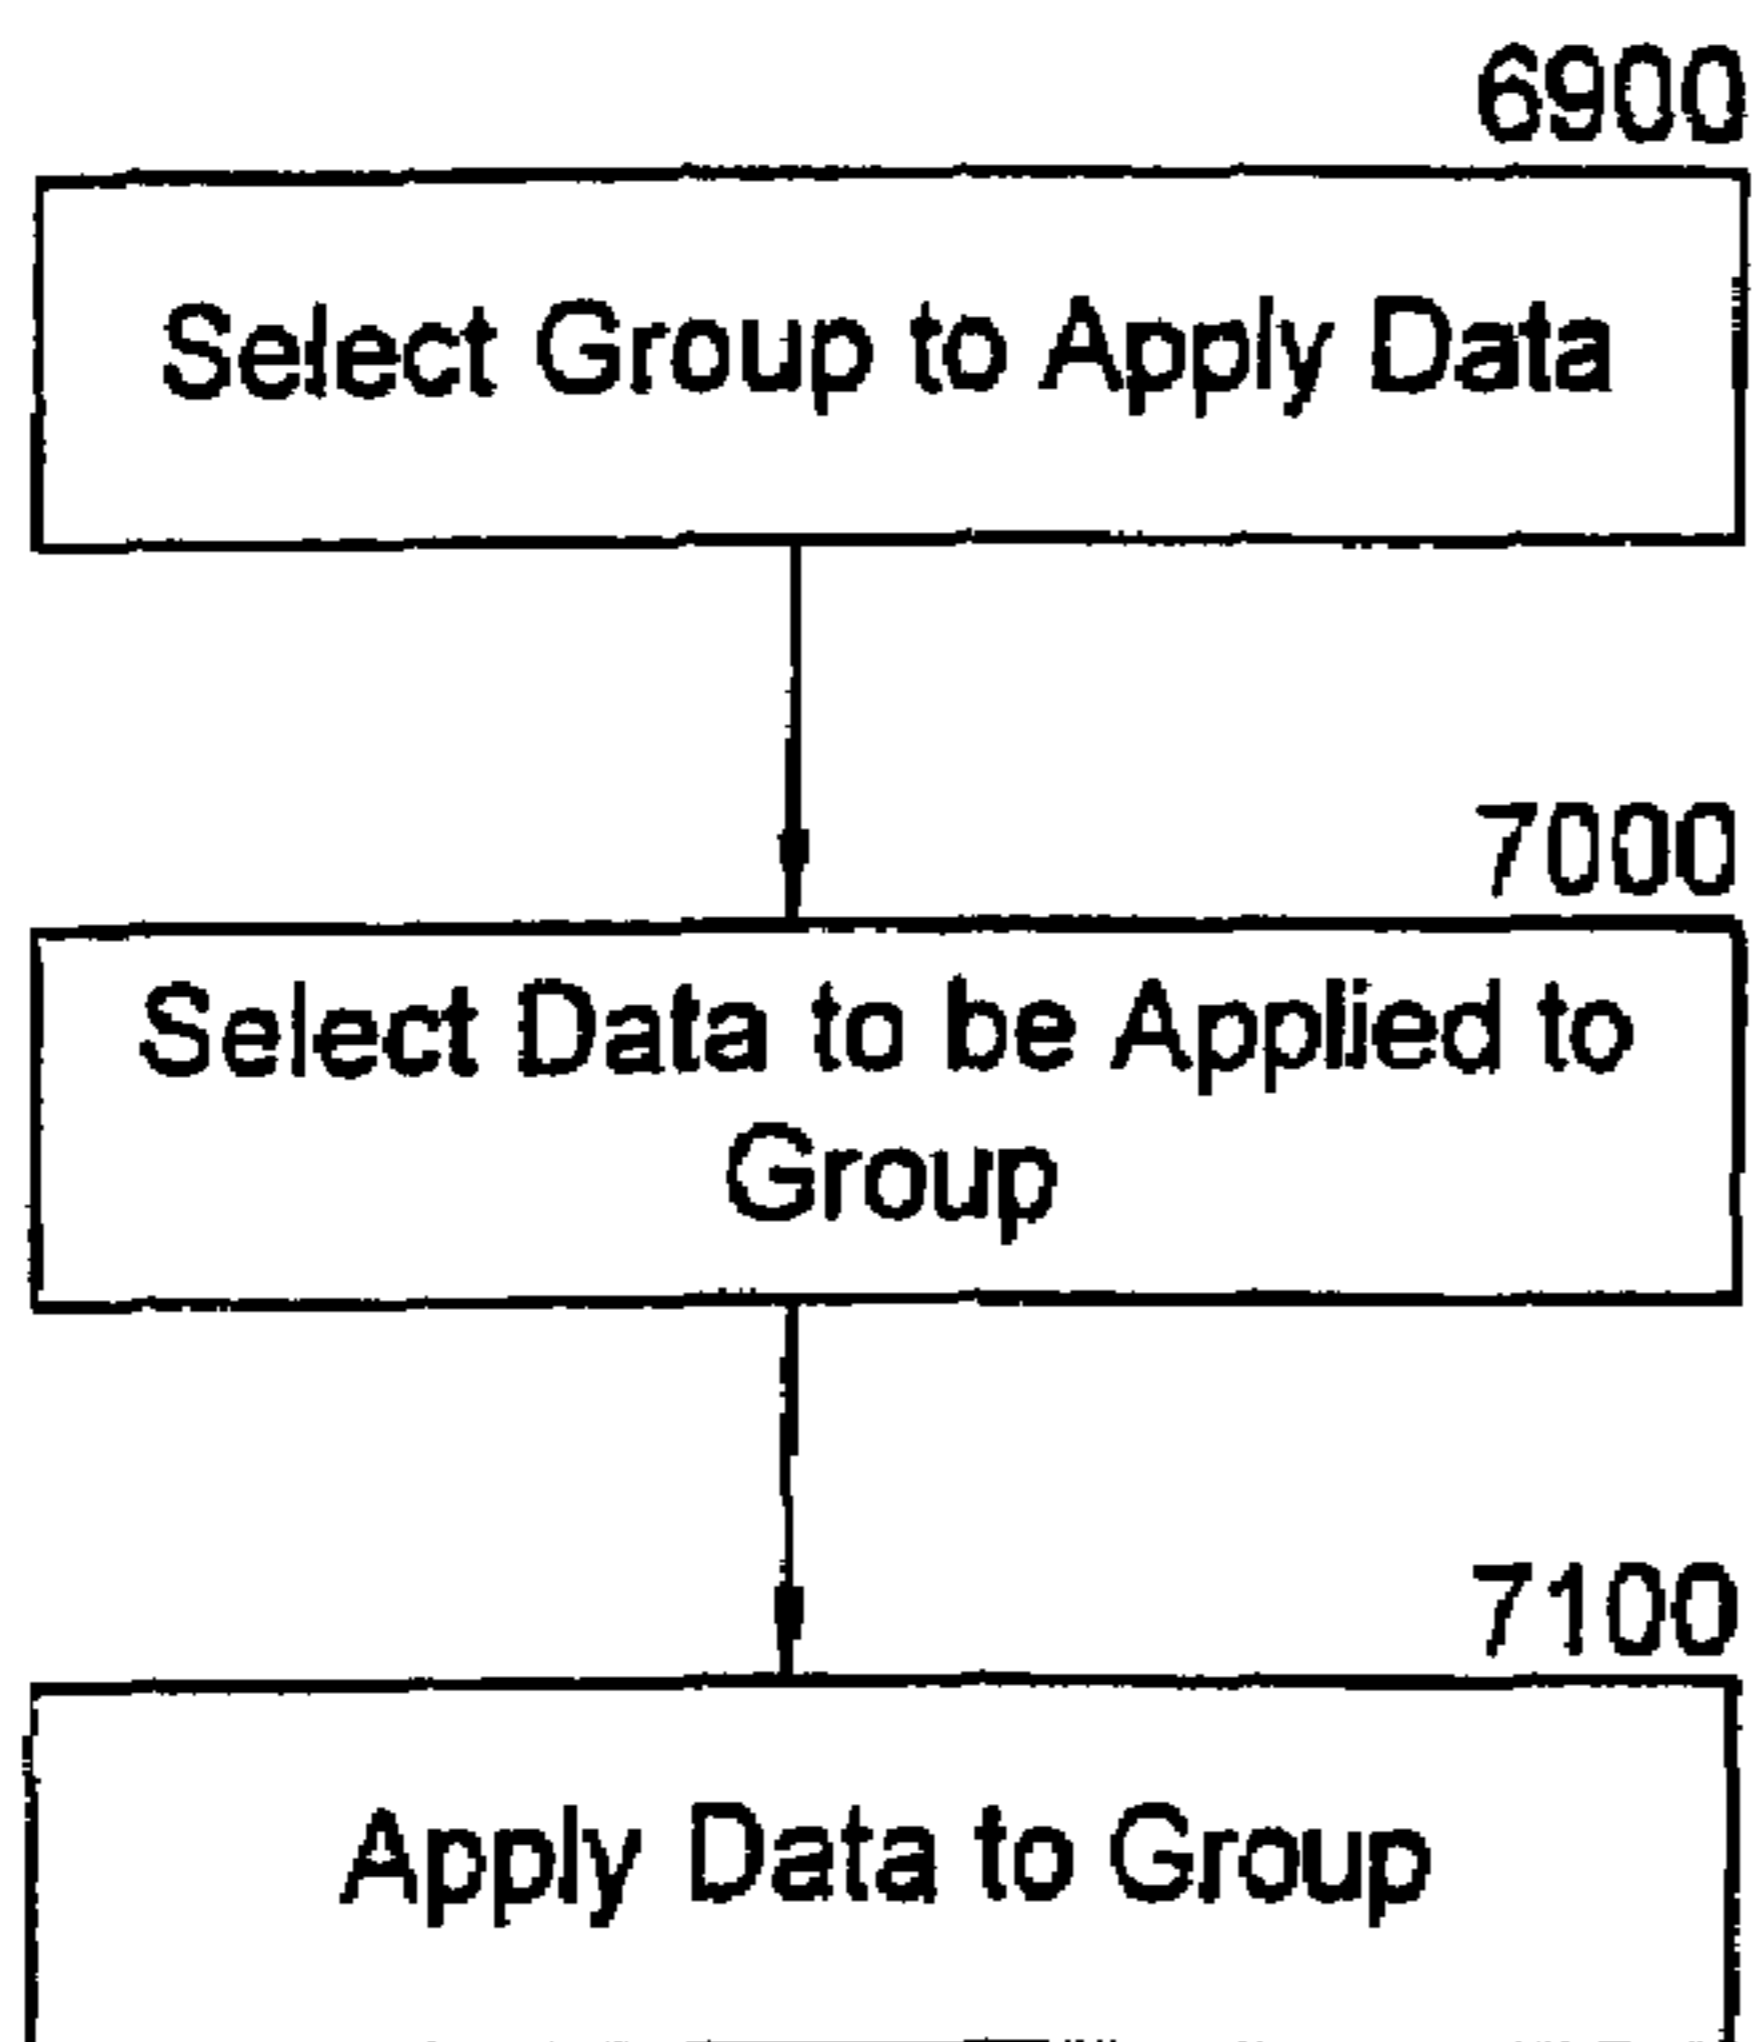 6900
Select Group to Apply Data
7000
Select Data to be Applied to
Group
7100
Apply Data to Group